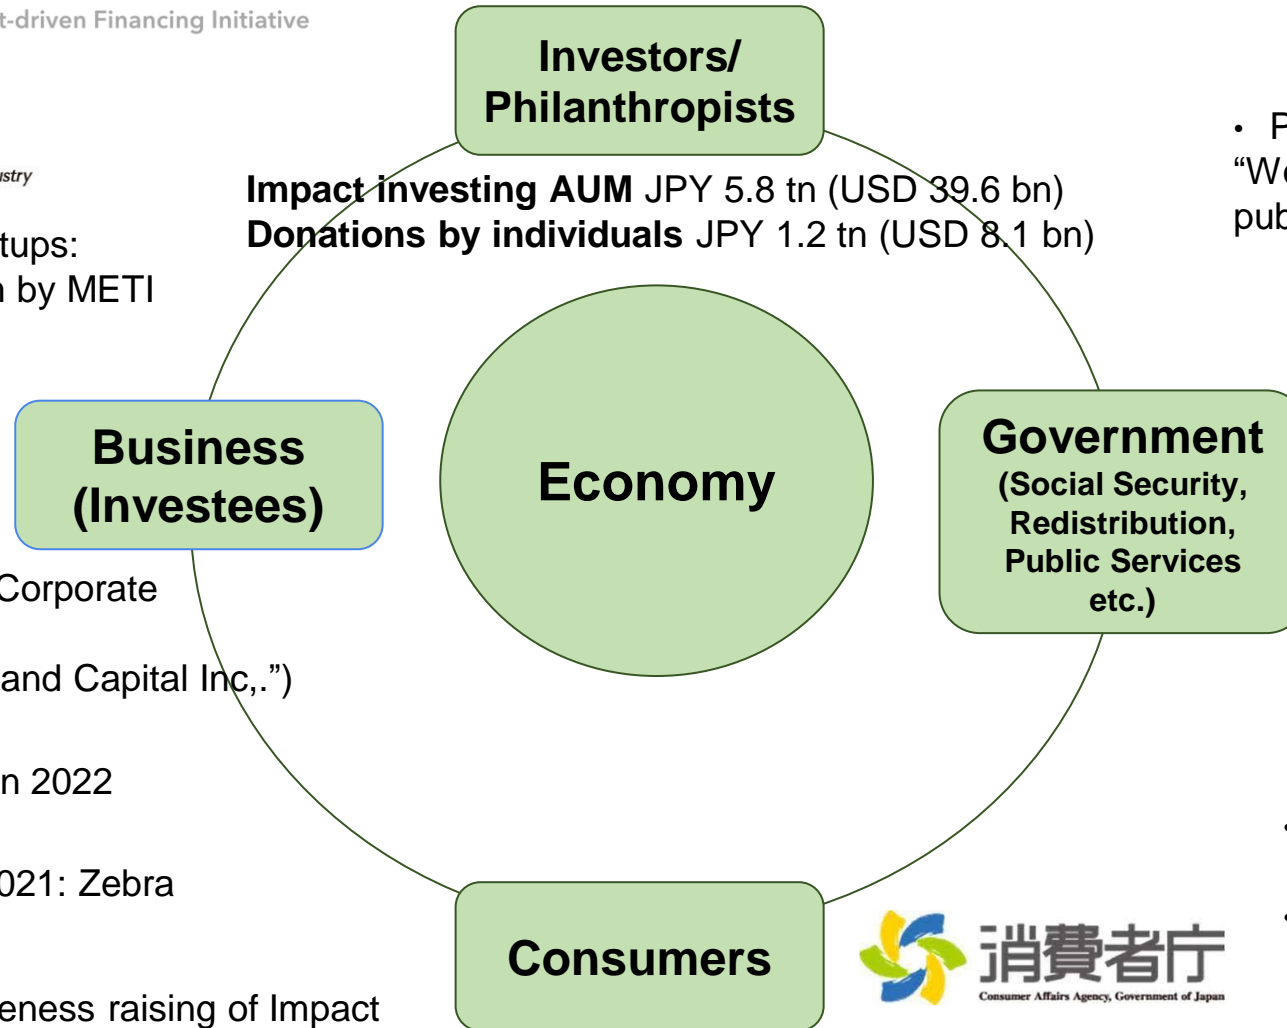 t-driven Financing Initiative
Investors/
Philanthropists
• P
“We
pub
ustry
Impact investing AUM JPY 5.8 tn (USD 39.6 bn)
Donations by individuals JPY 1.2 tn (USD 8.1 bn)
tups:
n by METI
Business
(Investees)
Economy
Government
(Social Security,
Redistribution,
Public Services
etc.)
Corporate
and Capital Inc,.”)
n 2022
021: Zebra
Consumers
消費者庁
Consumer Affairs Agency, Government of Japan
eness raising of Impact